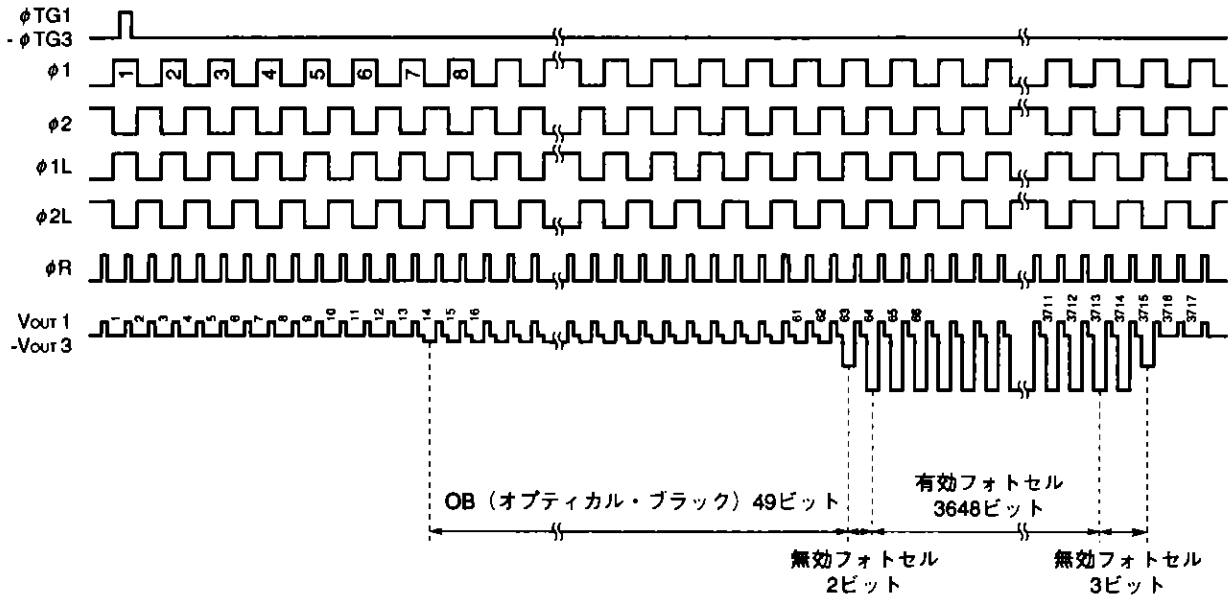 φTG1
- φTG3
φ1
1 2 3 4 5 6 7 8
φ2
φ1L
φ2L
φR
VOUT 1
-VOUT 3
1 2 3 4 5 6 7 8 9 10 11 12 13 14 15 16 61 62 63 64 65 66 3711 3712 3713 3714 3715 3716 3717
OB（オプティカル・ブラック）49ビット
有効フォトセル
3648ビット
無効フォトセル
2ビット
無効フォトセル
3ビット